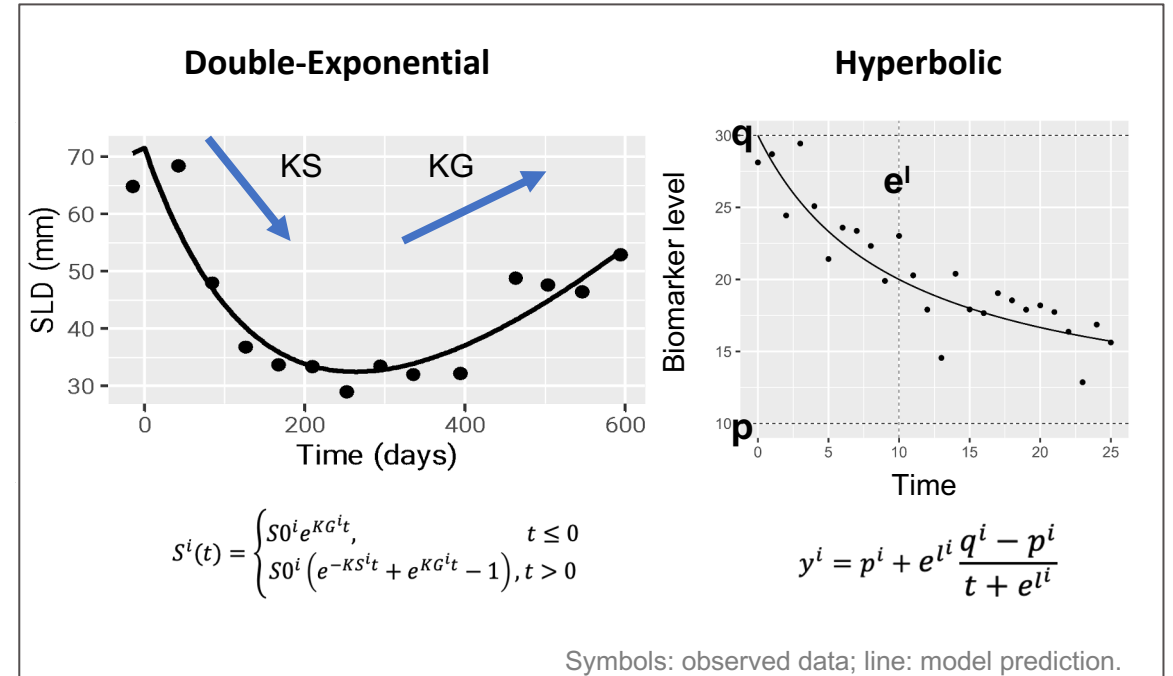 Double-Exponential
70
60
50
40
30
SLD (mm)
KS
KG
0
200
400
600
Time (days)
S^i(t) = { S0^i e^{KG^i t}, t ≤ 0
S0^i (e^{-KS^i t} + e^{KG^i t} − 1), t > 0
Hyperbolic
30
25
20
15
10
Biomarker level
q
e^l
p
0
5
10
15
20
25
Time
y^i = p^i + e^{l^i} (q^i − p^i) / (t + e^{l^i})
Symbols: observed data; line: model prediction.